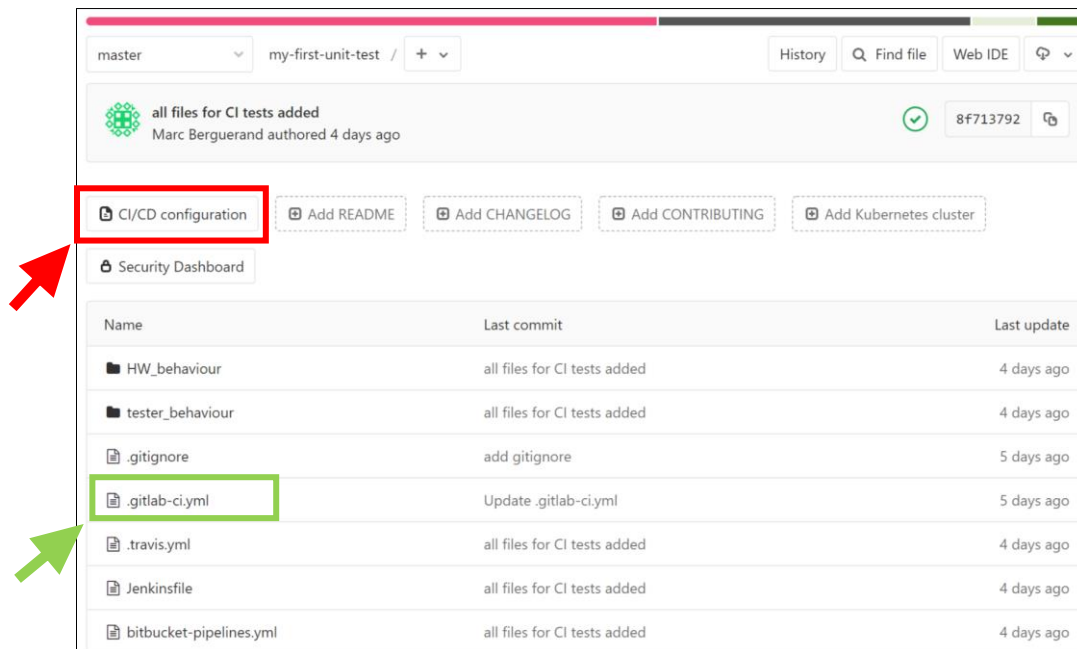 master my-first-unit-test / + History Find file Web IDE
all files for CI tests added
Marc Berguerand authored 4 days ago
8f713792
CI/CD configuration Add README Add CHANGELOG Add CONTRIBUTING Add Kubernetes cluster
Security Dashboard
Name Last commit Last update
HW_behaviour all files for CI tests added 4 days ago
tester_behaviour all files for CI tests added 4 days ago
.gitignore add gitignore 5 days ago
.gitlab-ci.yml Update .gitlab-ci.yml 5 days ago
.travis.yml all files for CI tests added 4 days ago
Jenkinsfile all files for CI tests added 4 days ago
bitbucket-pipelines.yml all files for CI tests added 4 days ago